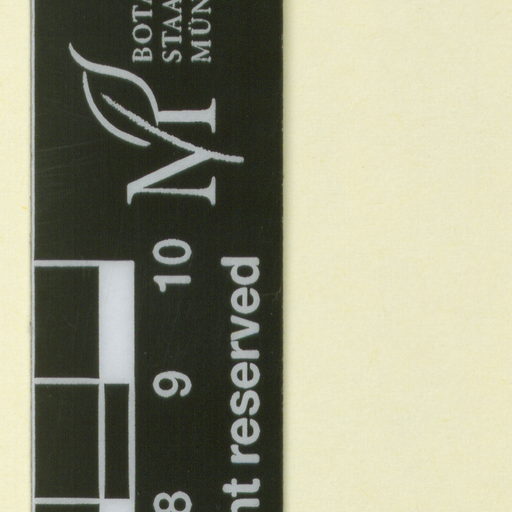 BOTA
STAA
MÜN
M
8 9 10
nt reserved